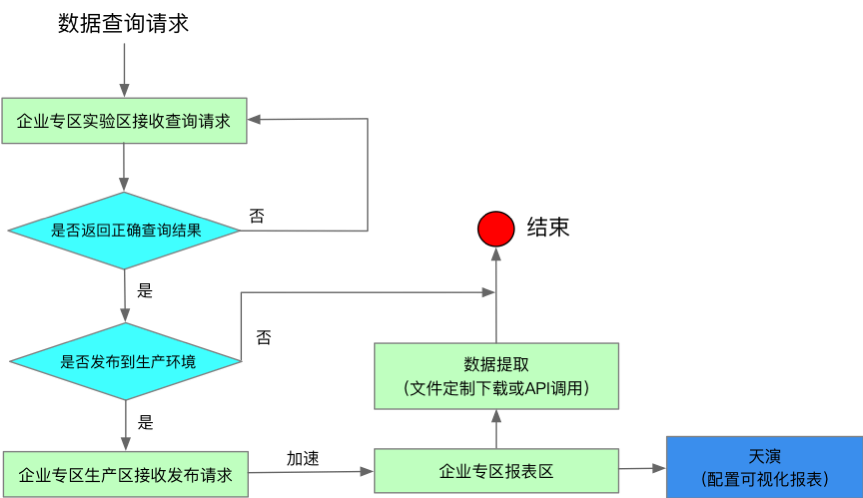 数据查询请求
企业专区实验区接收查询请求
是否返回正确查询结果
否
结束
是
是否发布到生产环境
否
数据提取
（文件定制下载或API调用）
是
企业专区生产区接收发布请求
加速
企业专区报表区
天演
（配置可视化报表）